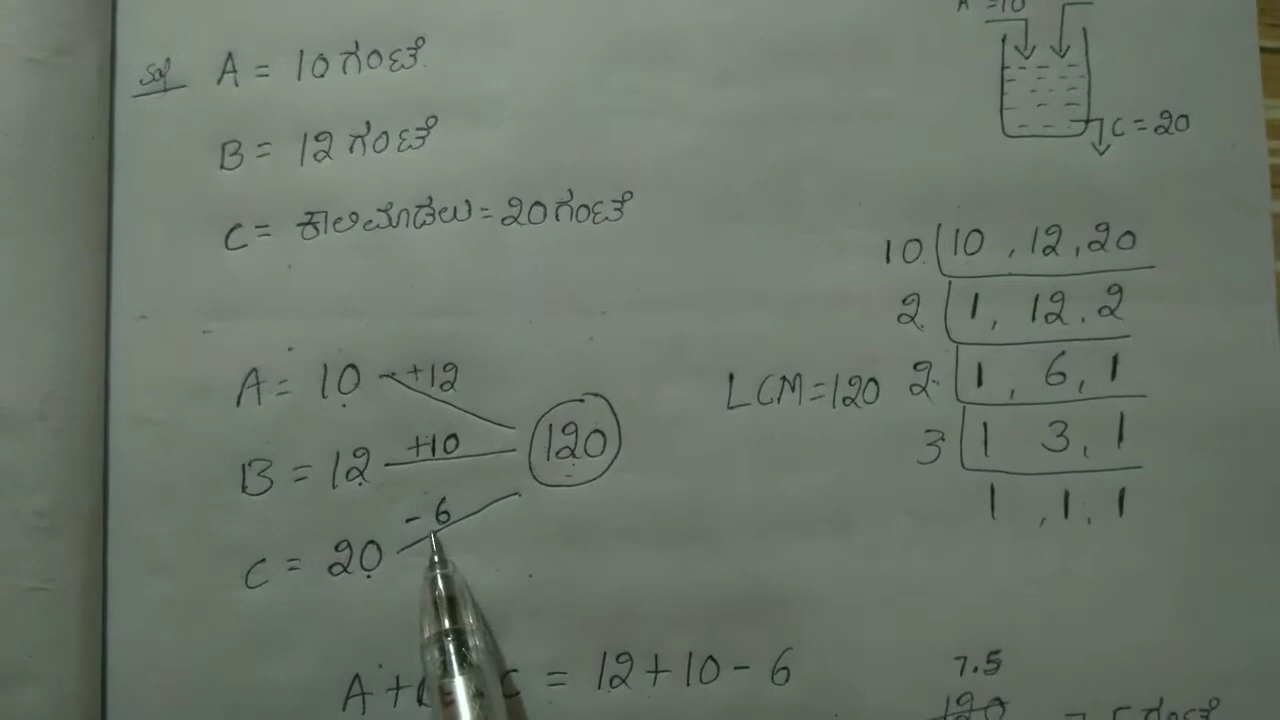 Sol A = 10 ಗಂಟೆ
B = 12 ಗಂಟೆ
C = ಕಾಲಿಮಾಡಲು = 20 ಗಂಟೆ
A = 10
C = 20
10 10 , 12 , 20
2 1 , 12 , 2
2 1 , 6 , 1
3 1 3 , 1
1 , 1 , 1
LCM = 120
A = 10 +12
B = 12 +10
C = 20 -6
120
A + C = 12 + 10 - 6
7.5
120